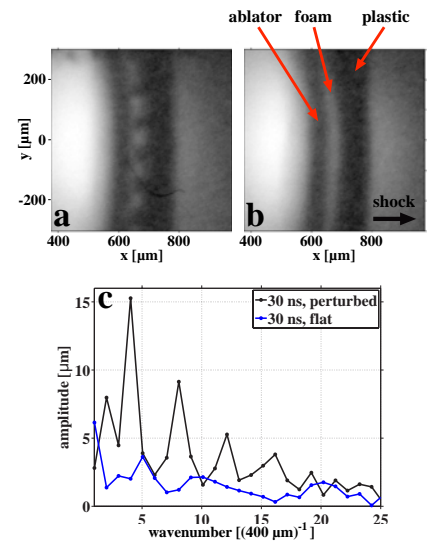 ablator foam plastic
200
0
-200
y [µm]
a
b
shock
400 600 800
400 600 800
x [µm]
x [µm]
c
30 ns, perturbed
30 ns, flat
15
10
5
0
amplitude [µm]
5 10 15 20 25
wavenumber [(400 µm)⁻¹]